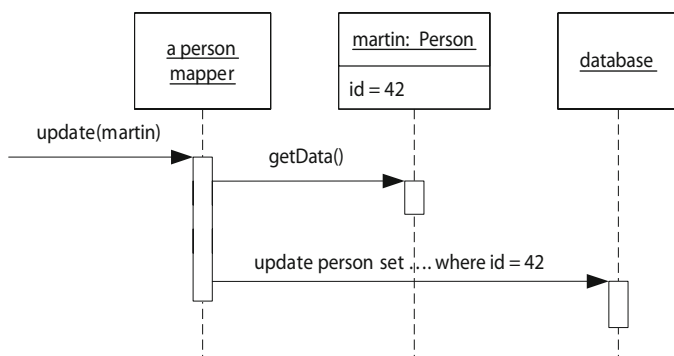 a person
mapper
martin: Person
id = 42
database
update(martin)
getData()
update person set .... where id = 42